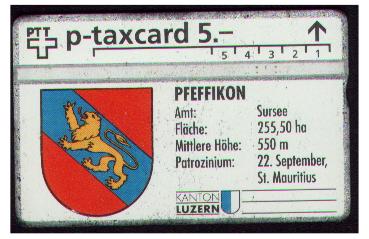 PTT p-taxcard 5.–
5 4 3 2 1
PFEFFIKON
Amt: Sursee
Fläche: 255,50 ha
Mittlere Höhe: 550 m
Patrozinium: 22. September,
St. Mauritius
KANTON
LUZERN